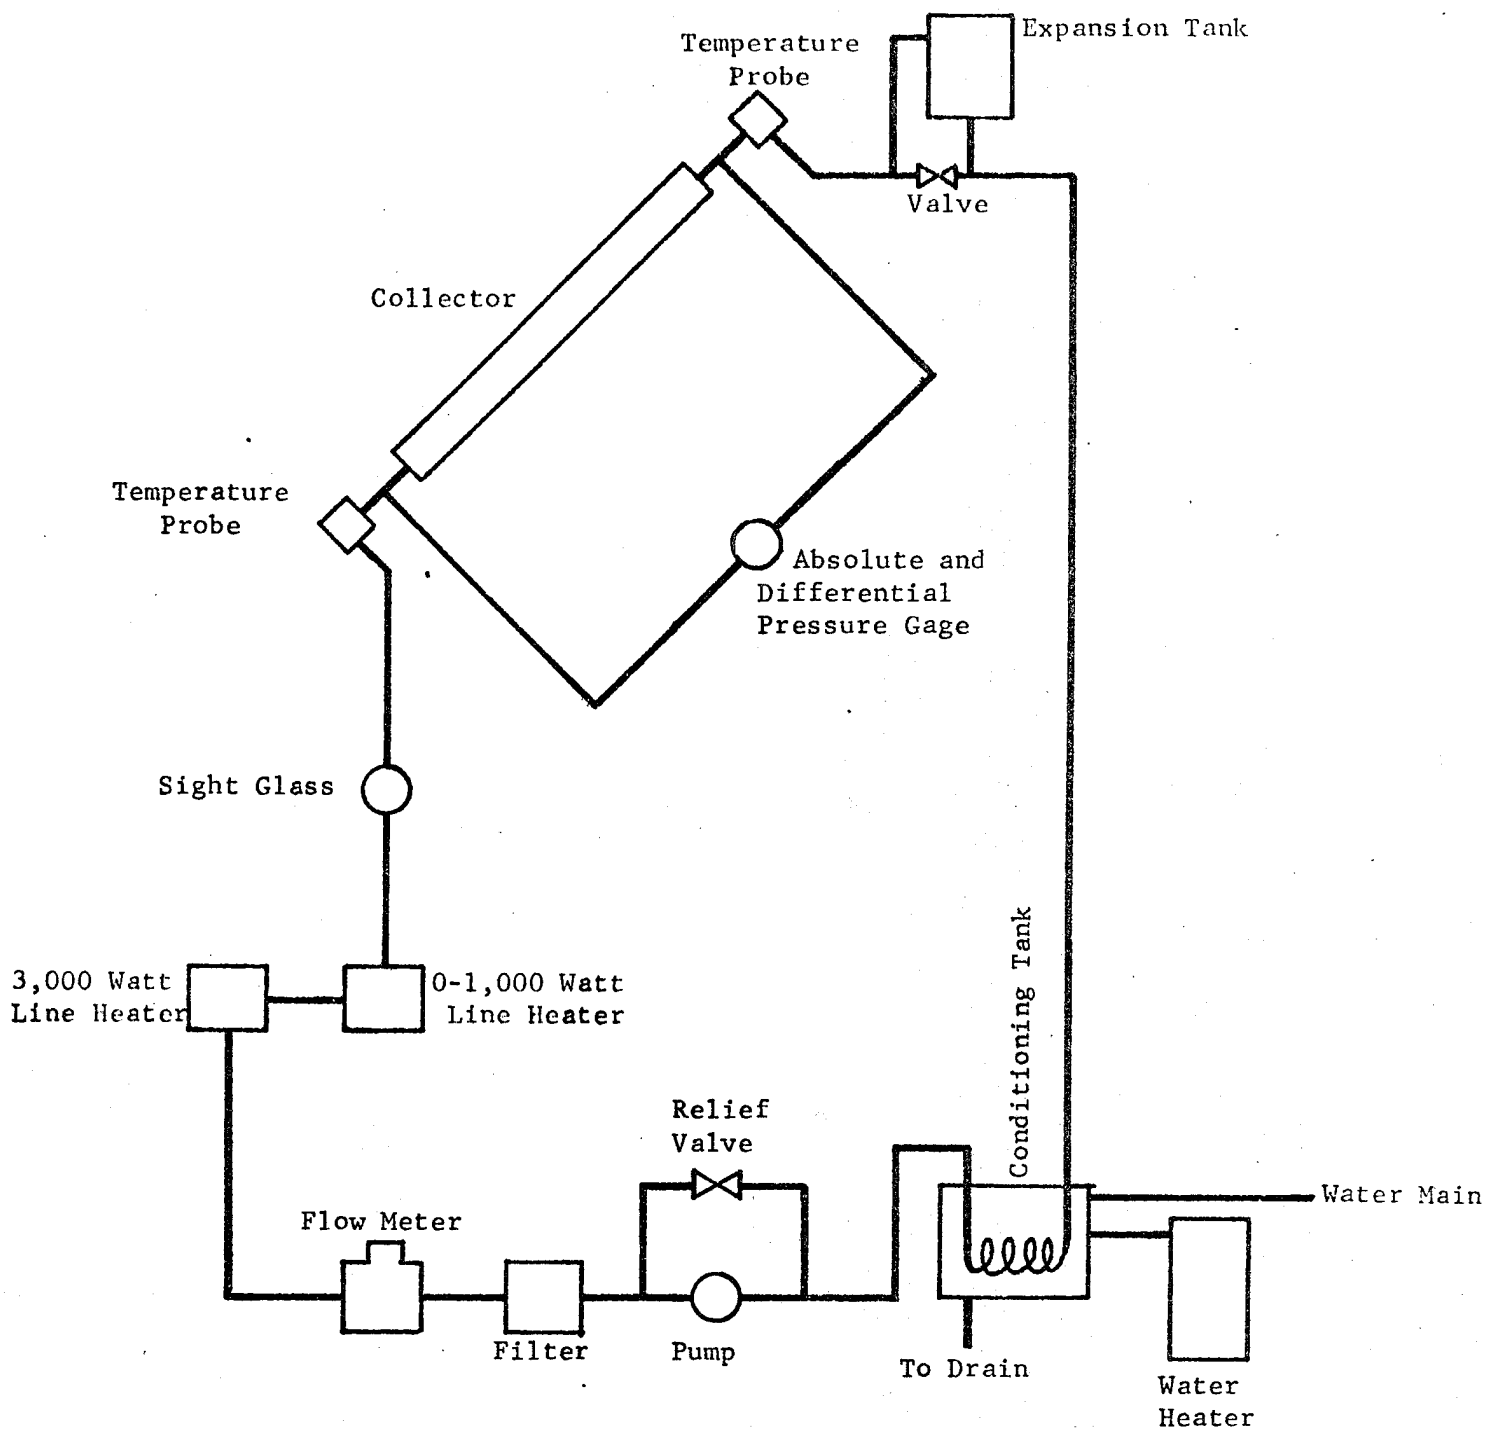 Expansion Tank
Temperature
Probe
Valve
Collector
Temperature
Probe
Absolute and
Differential
Pressure Gage
Sight Glass
3,000 Watt
Line Heater
0-1,000 Watt
Line Heater
Conditioning Tank
Relief
Valve
Water Main
Flow Meter
Filter
Pump
To Drain
Water
Heater